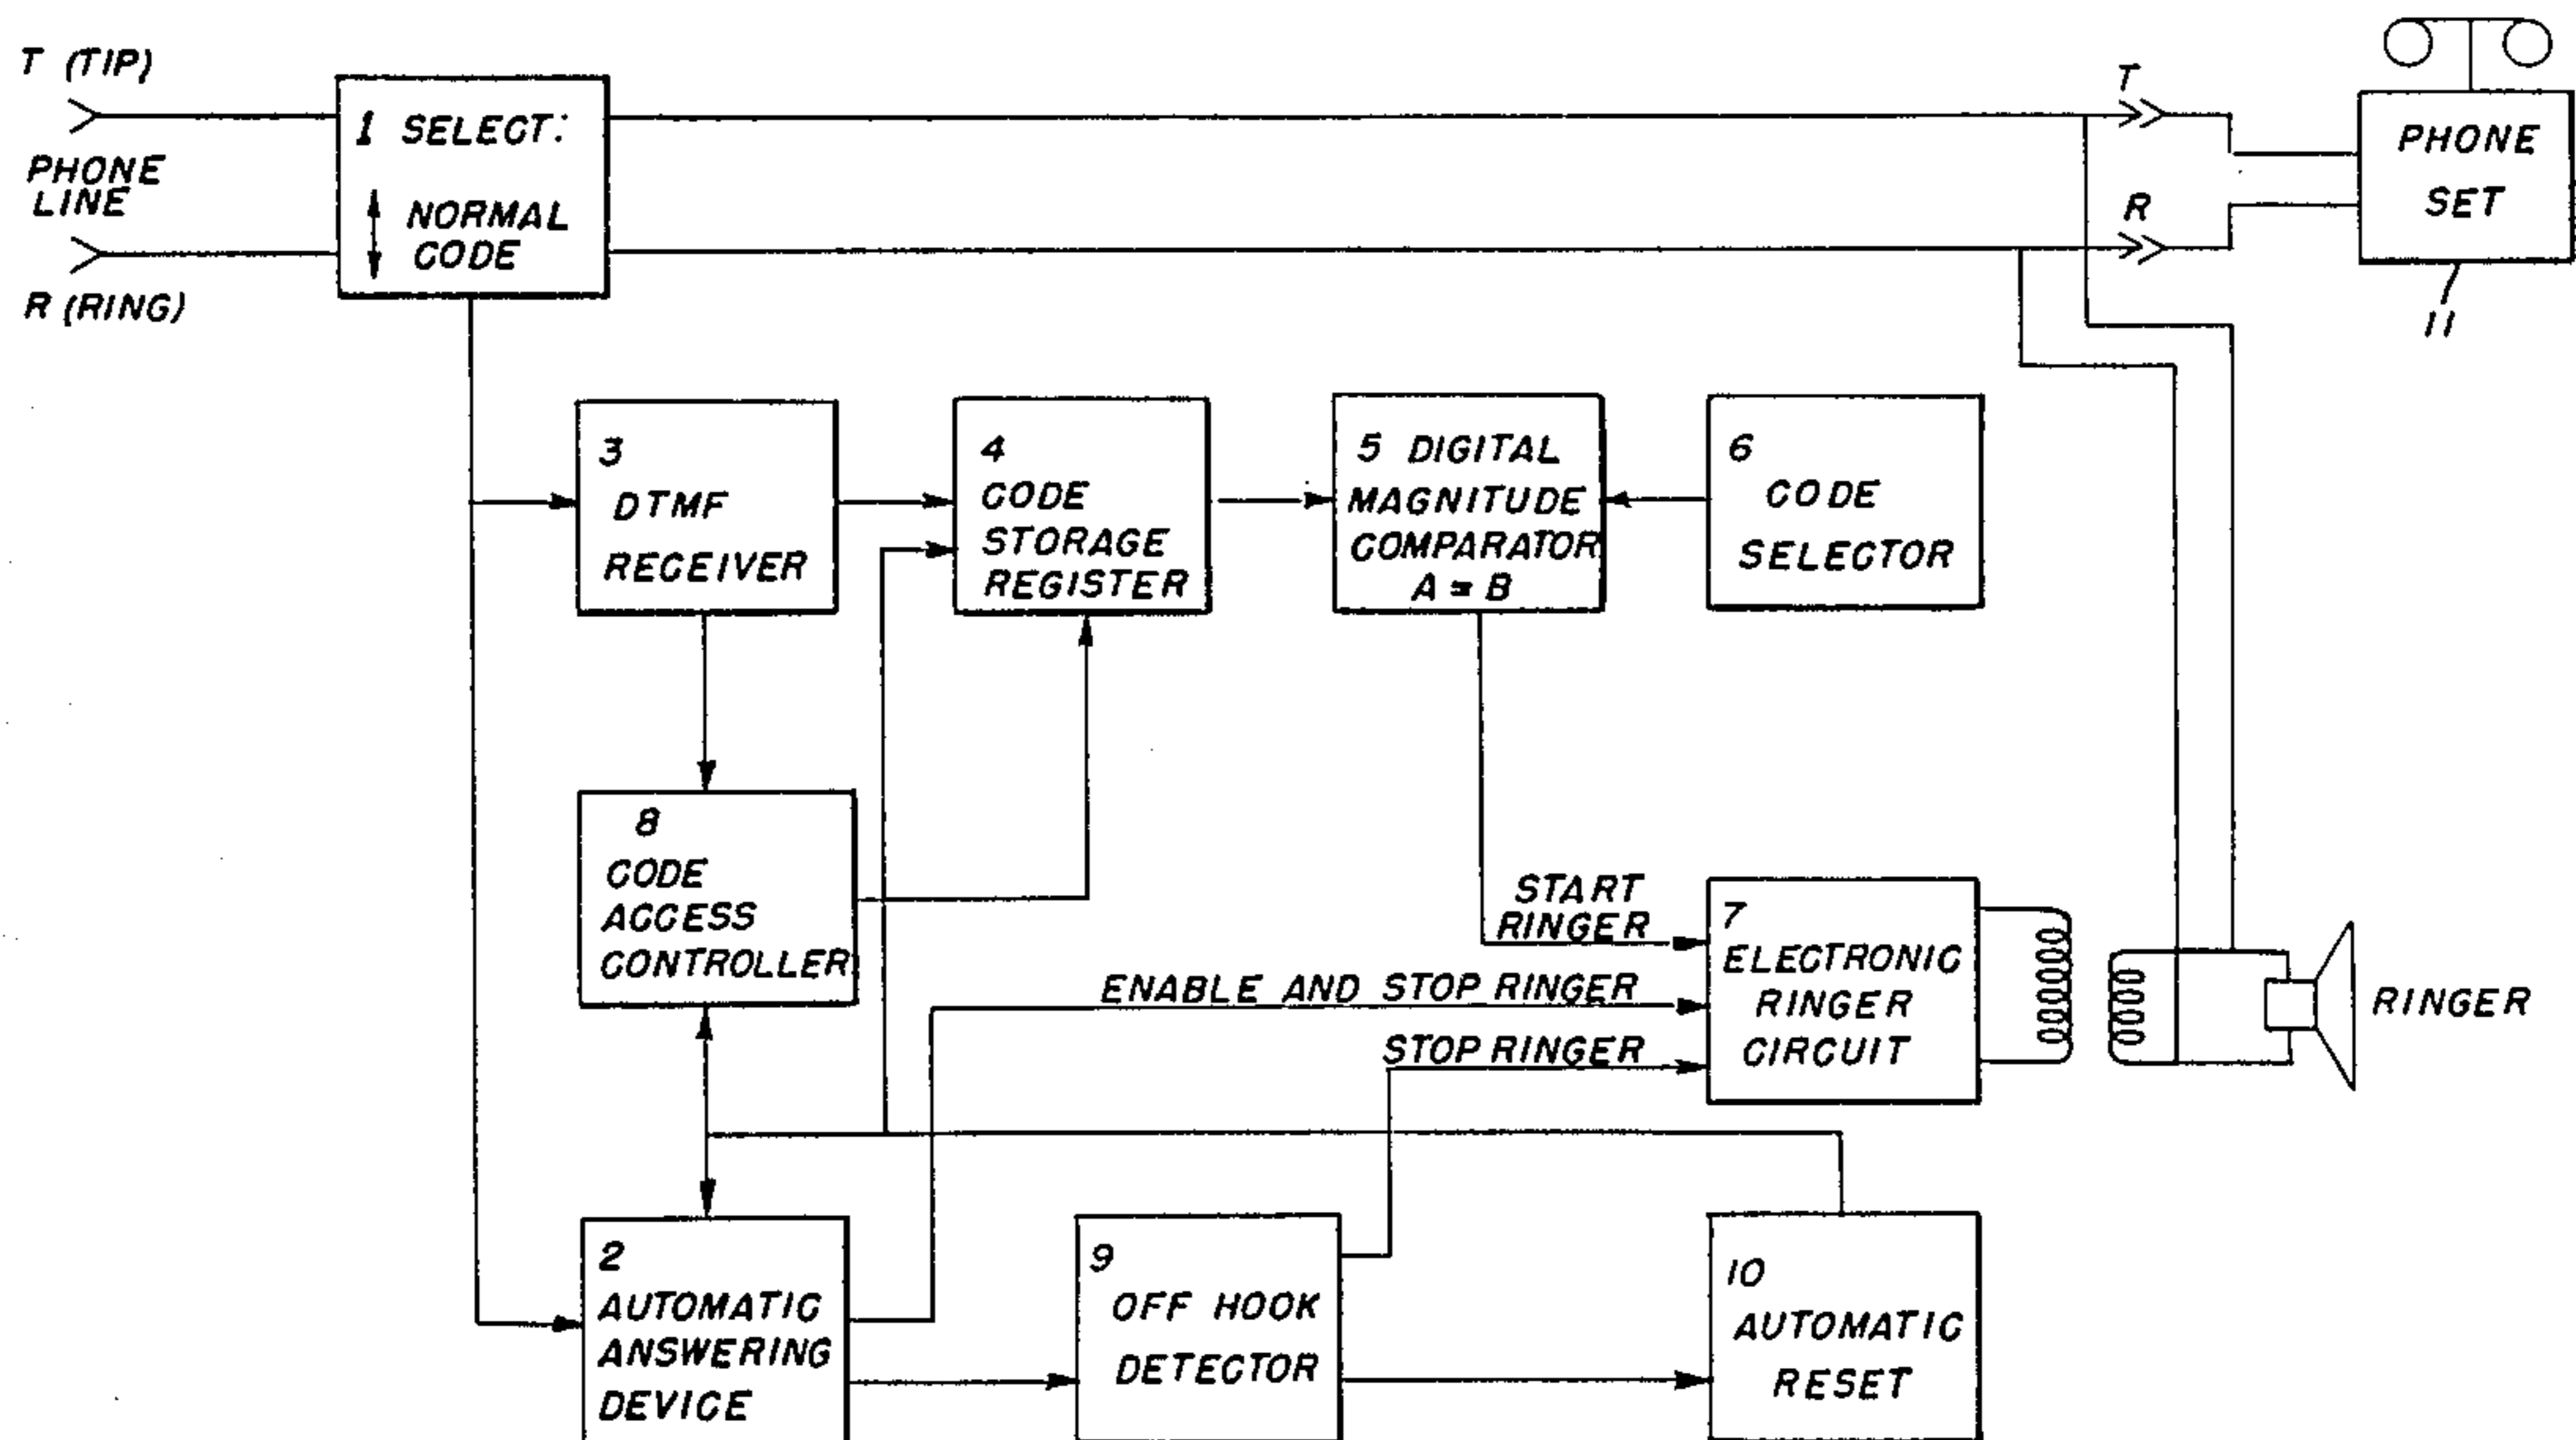 T (TIP)
PHONE
LINE
R (RING)
1 SELECT:
NORMAL
CODE
T
R
PHONE
SET
11
3
DTMF
RECEIVER
4
CODE
STORAGE
REGISTER
5 DIGITAL
MAGNITUDE
COMPARATOR
A = B
6
CODE
SELECTOR
8
CODE
ACCESS
CONTROLLER
START
RINGER
ENABLE AND STOP RINGER
STOP RINGER
7
ELECTRONIC
RINGER
CIRCUIT
RINGER
2
AUTOMATIC
ANSWERING
DEVICE
9
OFF HOOK
DETECTOR
10
AUTOMATIC
RESET